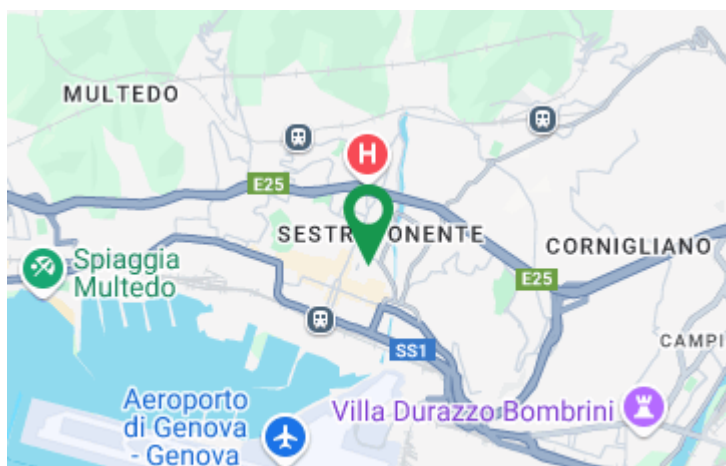 MULTEDO
H
E25
SESTRI PONENTE
CORNIGLIANO
Spiaggia
Multedo
E25
SS1
CAMPI
Aeroporto
di Genova
- Genova
Villa Durazzo Bombrini